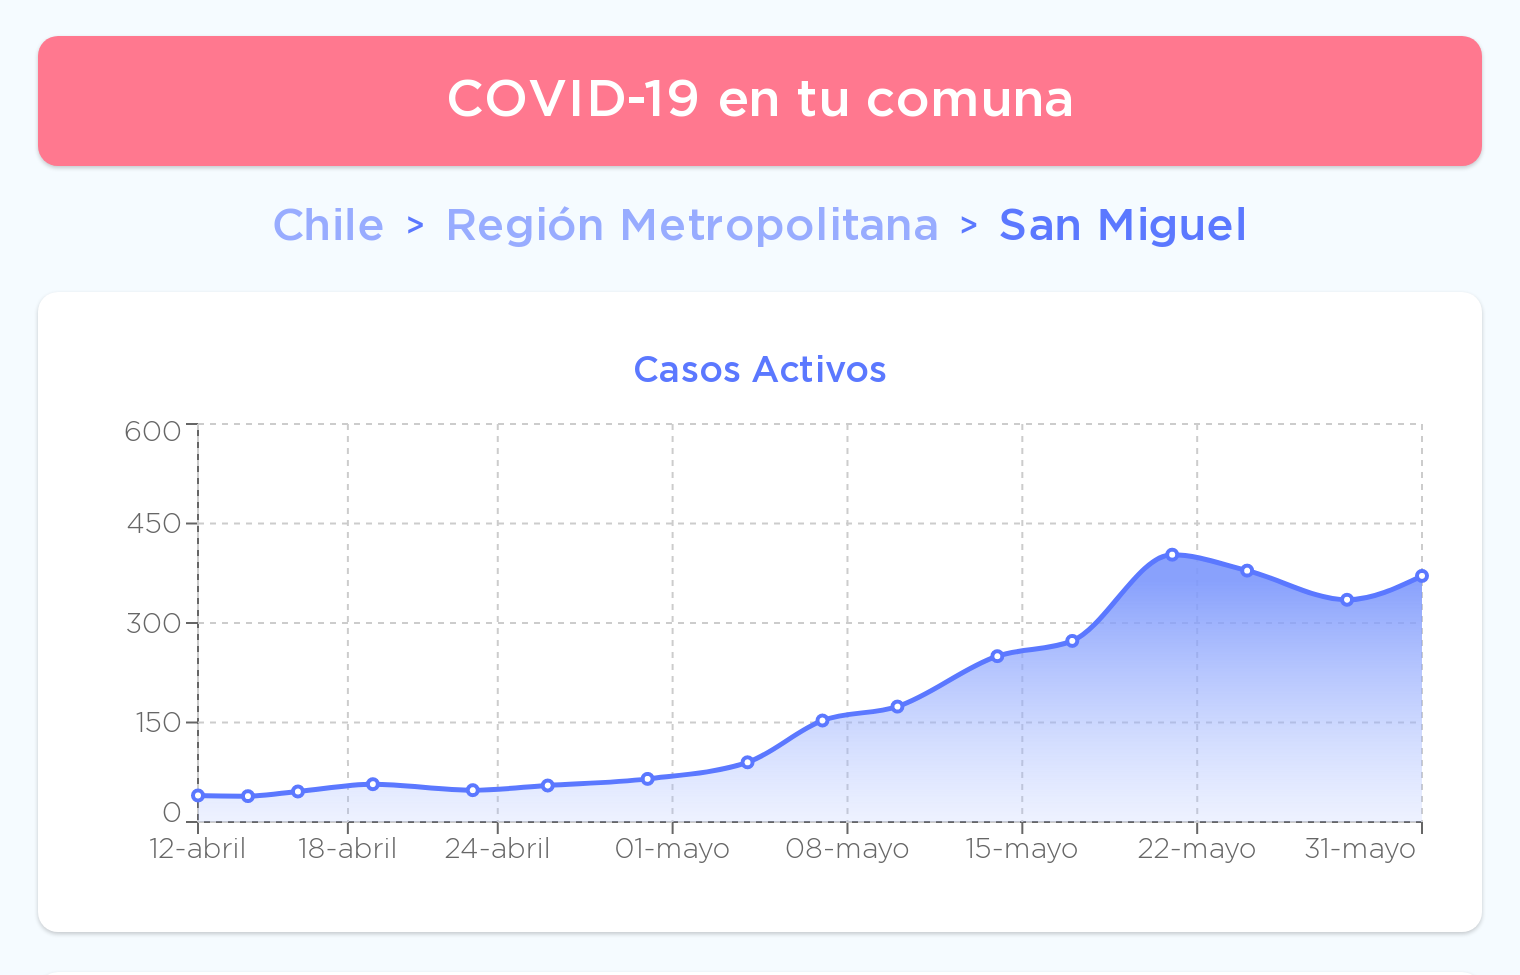 COVID-19 en tu comuna
Chile > Región Metropolitana > San Miguel
Casos Activos
600
450
300
150
0
12-abril 18-abril 24-abril 01-mayo 08-mayo 15-mayo 22-mayo 31-mayo